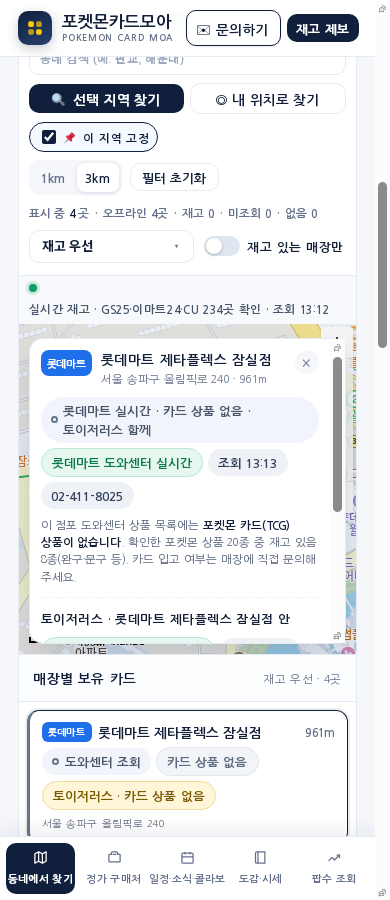 포켓몬카드모아
POKEMON CARD MOA
✉️ 문의하기
재고 제보
동네 검색 (예: 판교, 해운대)
🔍 선택 지역 찾기
◎ 내 위치로 찾기
📌 이 지역 고정
1km
3km
필터 초기화
표시 중 4곳 · 오프라인 4곳 · 재고 0 · 미조회 0 · 없음 0
재고 우선
재고 있는 매장만
실시간 재고 · GS25·이마트24·CU 234곳 확인 · 조회 13:12
롯데마트
롯데마트 제타플렉스 잠실점
서울 송파구 올림픽로 240 · 961m
롯데마트 실시간 · 카드 상품 없음 ·
토이저러스 함께
롯데마트 도와센터 실시간
조회 13:13
02-411-8025
이 점포 도와센터 상품 목록에는 포켓몬 카드(TCG)
상품이 없습니다. 확인한 포켓몬 상품 20종 중 재고 있음
8종(완구·문구 등). 카드 입고 여부는 매장에 직접 문의해
주세요.
토이저러스 · 롯데마트 제타플렉스 잠실점 안
아파트
매장별 보유 카드
재고 우선 · 4곳
롯데마트
롯데마트 제타플렉스 잠실점
961m
도와센터 조회
카드 상품 없음
토이저러스 · 카드 상품 없음
서울 송파구 올림픽로 240
동네에서 찾기
정가 구매처
일정·소식·콜라보
도감·시세
팝수 조회